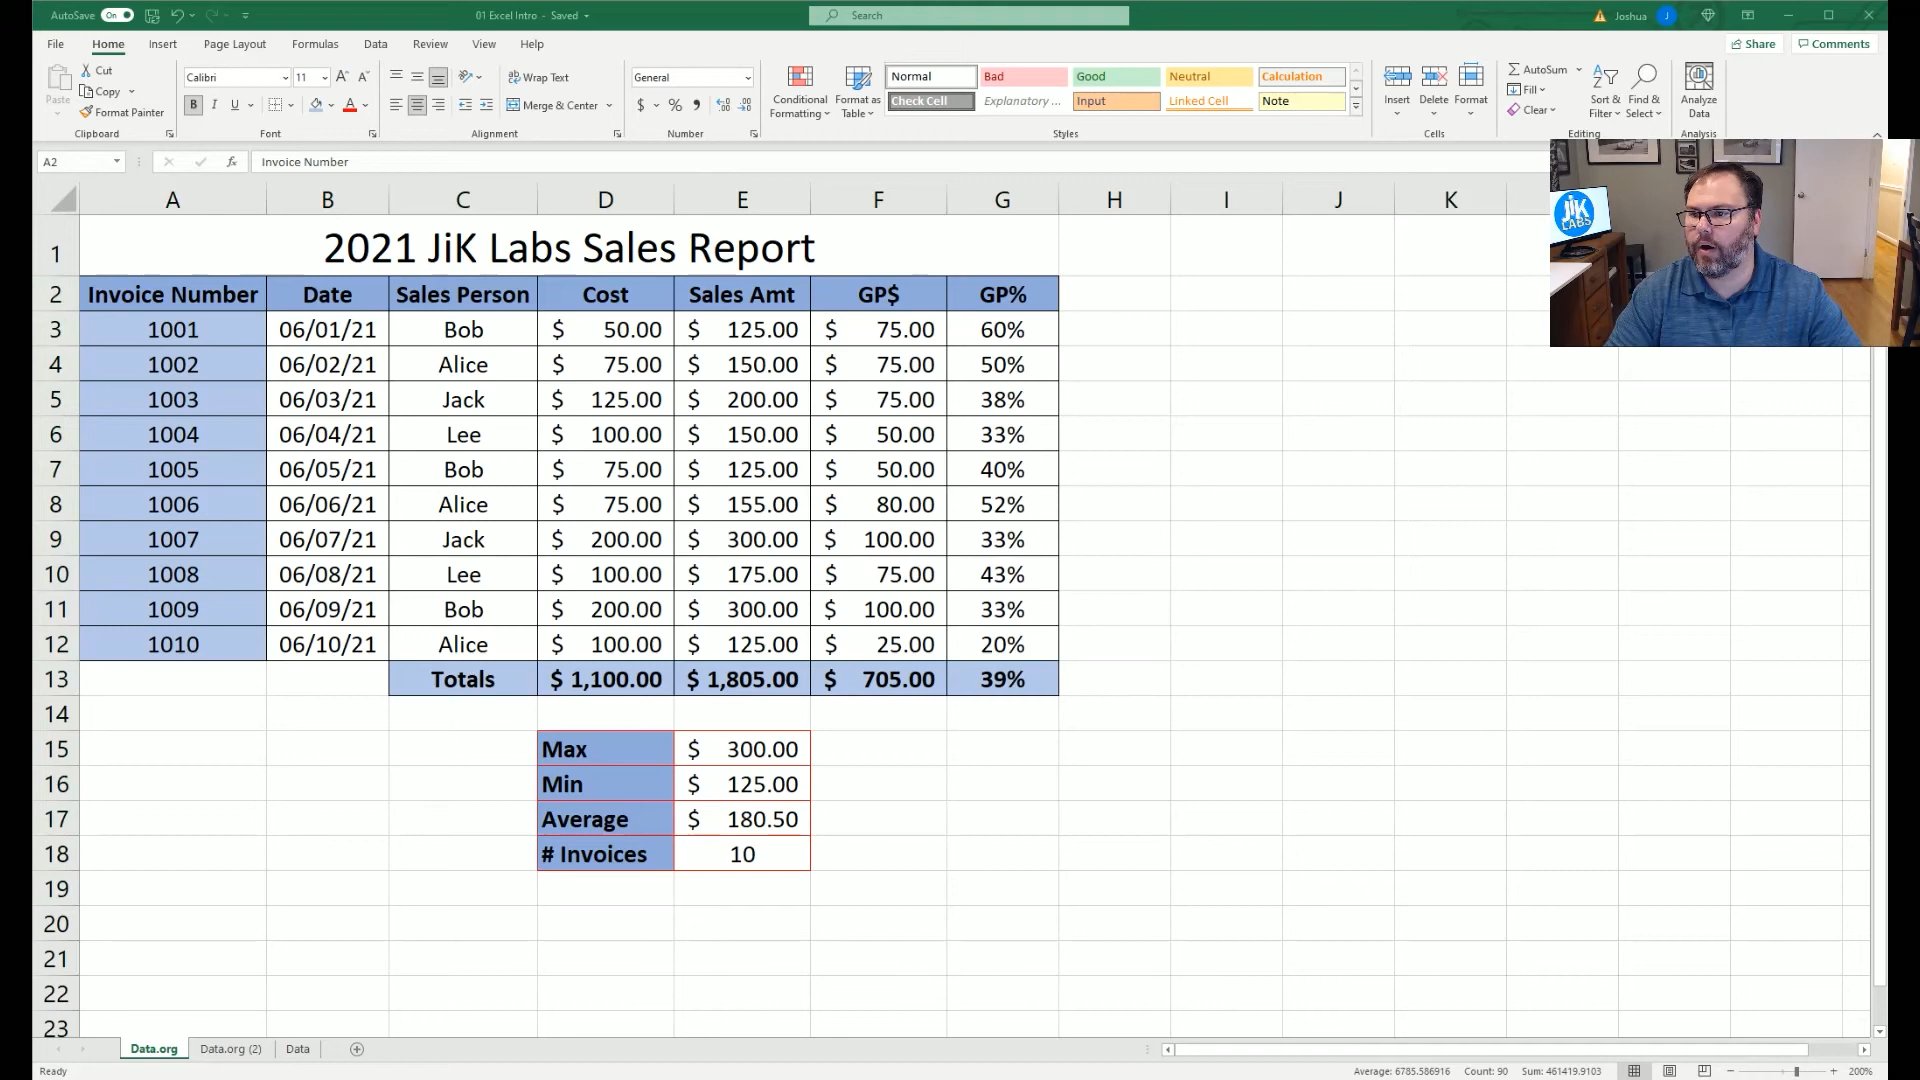 AutoSave On 01 Excel Intro - Saved Search Joshua J
File Home Insert Page Layout Formulas Data Review View Help Share Comments
Paste
Cut
Copy
Format Painter
Clipboard
Calibri 11
B I U A
Font
Wrap Text
Merge & Center
Alignment
General
$ % ,
Number
Conditional Formatting
Format as Table
Normal Bad Good Neutral Calculation
Check Cell Explanatory ... Input Linked Cell Note
Styles
Insert Delete Format
Cells
AutoSum
Fill
Clear
Sort & Filter
Find & Select
Editing
Analyze Data
Analysis
A2 fx Invoice Number
JiK LABS
A B C D E F G H I J K
1 2021 JiK Labs Sales Report
2 Invoice Number Date Sales Person Cost Sales Amt GP$ GP%
3 1001 06/01/21 Bob $ 50.00 $ 125.00 $ 75.00 60%
4 1002 06/02/21 Alice $ 75.00 $ 150.00 $ 75.00 50%
5 1003 06/03/21 Jack $ 125.00 $ 200.00 $ 75.00 38%
6 1004 06/04/21 Lee $ 100.00 $ 150.00 $ 50.00 33%
7 1005 06/05/21 Bob $ 75.00 $ 125.00 $ 50.00 40%
8 1006 06/06/21 Alice $ 75.00 $ 155.00 $ 80.00 52%
9 1007 06/07/21 Jack $ 200.00 $ 300.00 $ 100.00 33%
10 1008 06/08/21 Lee $ 100.00 $ 175.00 $ 75.00 43%
11 1009 06/09/21 Bob $ 200.00 $ 300.00 $ 100.00 33%
12 1010 06/10/21 Alice $ 100.00 $ 125.00 $ 25.00 20%
13 Totals $ 1,100.00 $ 1,805.00 $ 705.00 39%
14
15 Max $ 300.00
16 Min $ 125.00
17 Average $ 180.50
18 # Invoices 10
19
20
21
22
23
Data.org Data.org (2) Data
Ready Average: 6785.586916 Count: 90 Sum: 461419.9103 200%